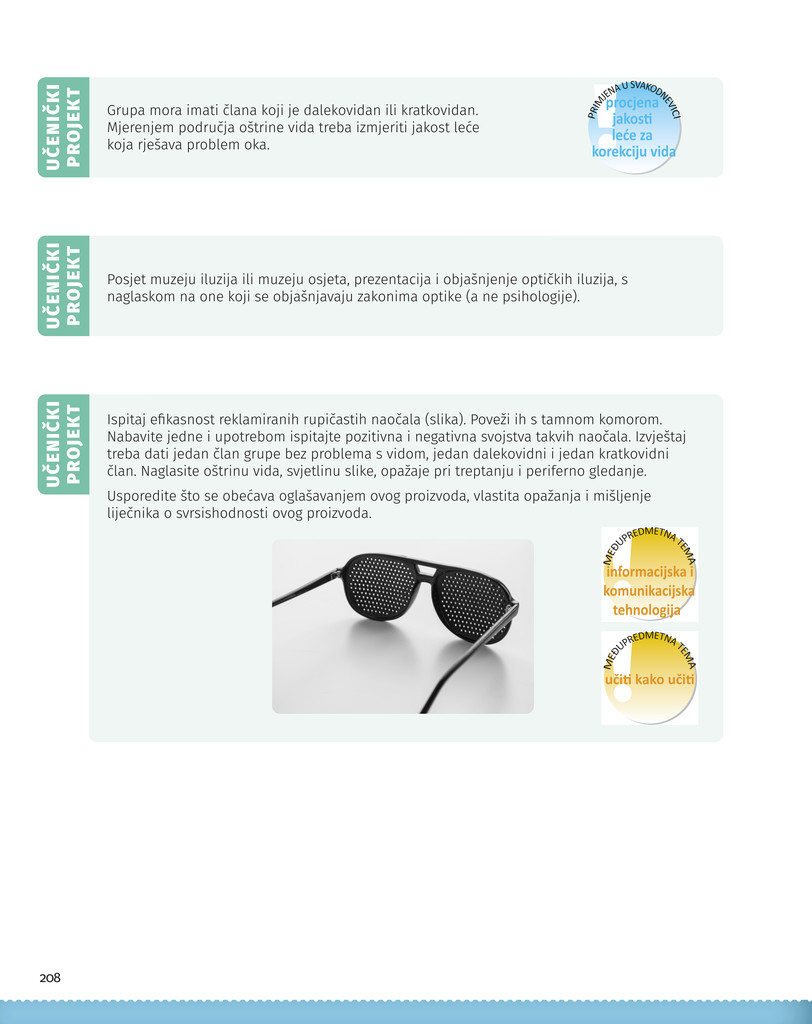 UČENIČKI
PROJEKT
Grupa mora imati člana koji je dalekovidan ili kratkovidan.
Mjerenjem područja oštrine vida treba izmjeriti jakost leće
koja rješava problem oka.
PRIMJENA U SVAKODNEVICI
procjena
jakosti
leće za
korekciju vida
UČENIČKI
PROJEKT
Posjet muzeju iluzija ili muzeju osjeta, prezentacija i objašnjenje optičkih iluzija, s
naglaskom na one koji se objašnjavaju zakonima optike (a ne psihologije).
UČENIČKI
PROJEKT
Ispitaj efikasnost reklamiranih rupičastih naočala (slika). Poveži ih s tamnom komorom.
Nabavite jedne i upotrebom ispitajte pozitivna i negativna svojstva takvih naočala. Izvještaj
treba dati jedan član grupe bez problema s vidom, jedan dalekovidni i jedan kratkovidni
član. Naglasite oštrinu vida, svjetlinu slike, opažaje pri treptanju i periferno gledanje.
Usporedite što se obećava oglašavanjem ovog proizvoda, vlastita opažanja i mišljenje
liječnika o svrsishodnosti ovog proizvoda.
MEĐUPREDMETNA TEMA
informacijska i
komunikacijska
tehnologija
MEĐUPREDMETNA TEMA
učiti kako učiti
208